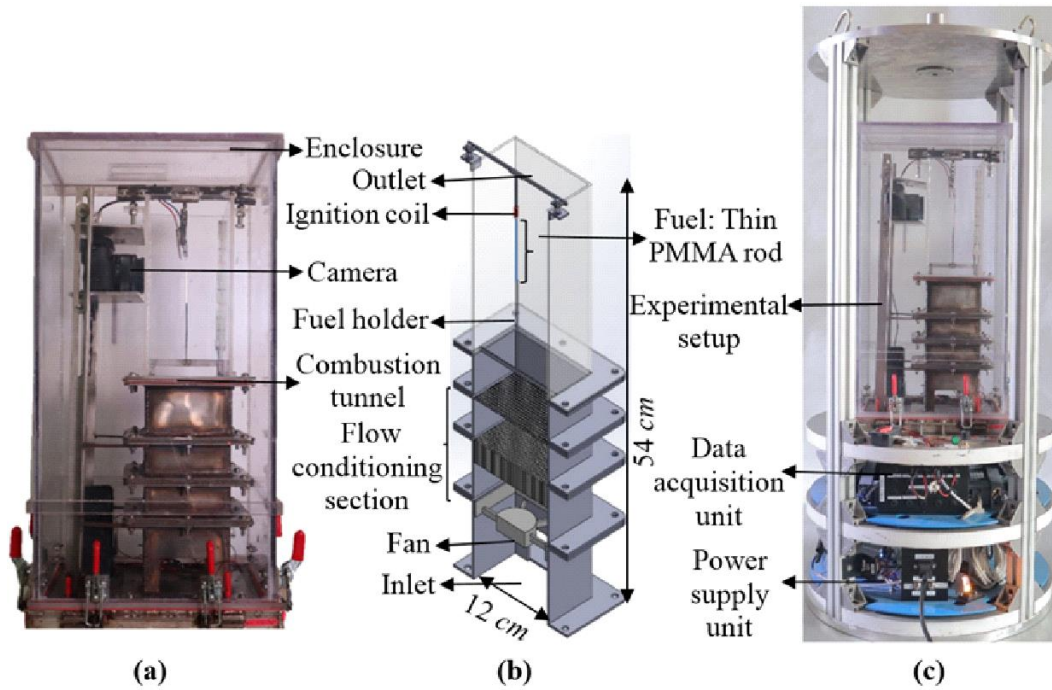 Enclosure
Outlet
Ignition coil
Camera
Fuel holder
Combustion
tunnel
Flow
conditioning
section
Fan
Inlet
12 cm
54 cm
Fuel: Thin
PMMA rod
Experimental
setup
Data
acquisition
unit
Power
supply
unit
(a)
(b)
(c)